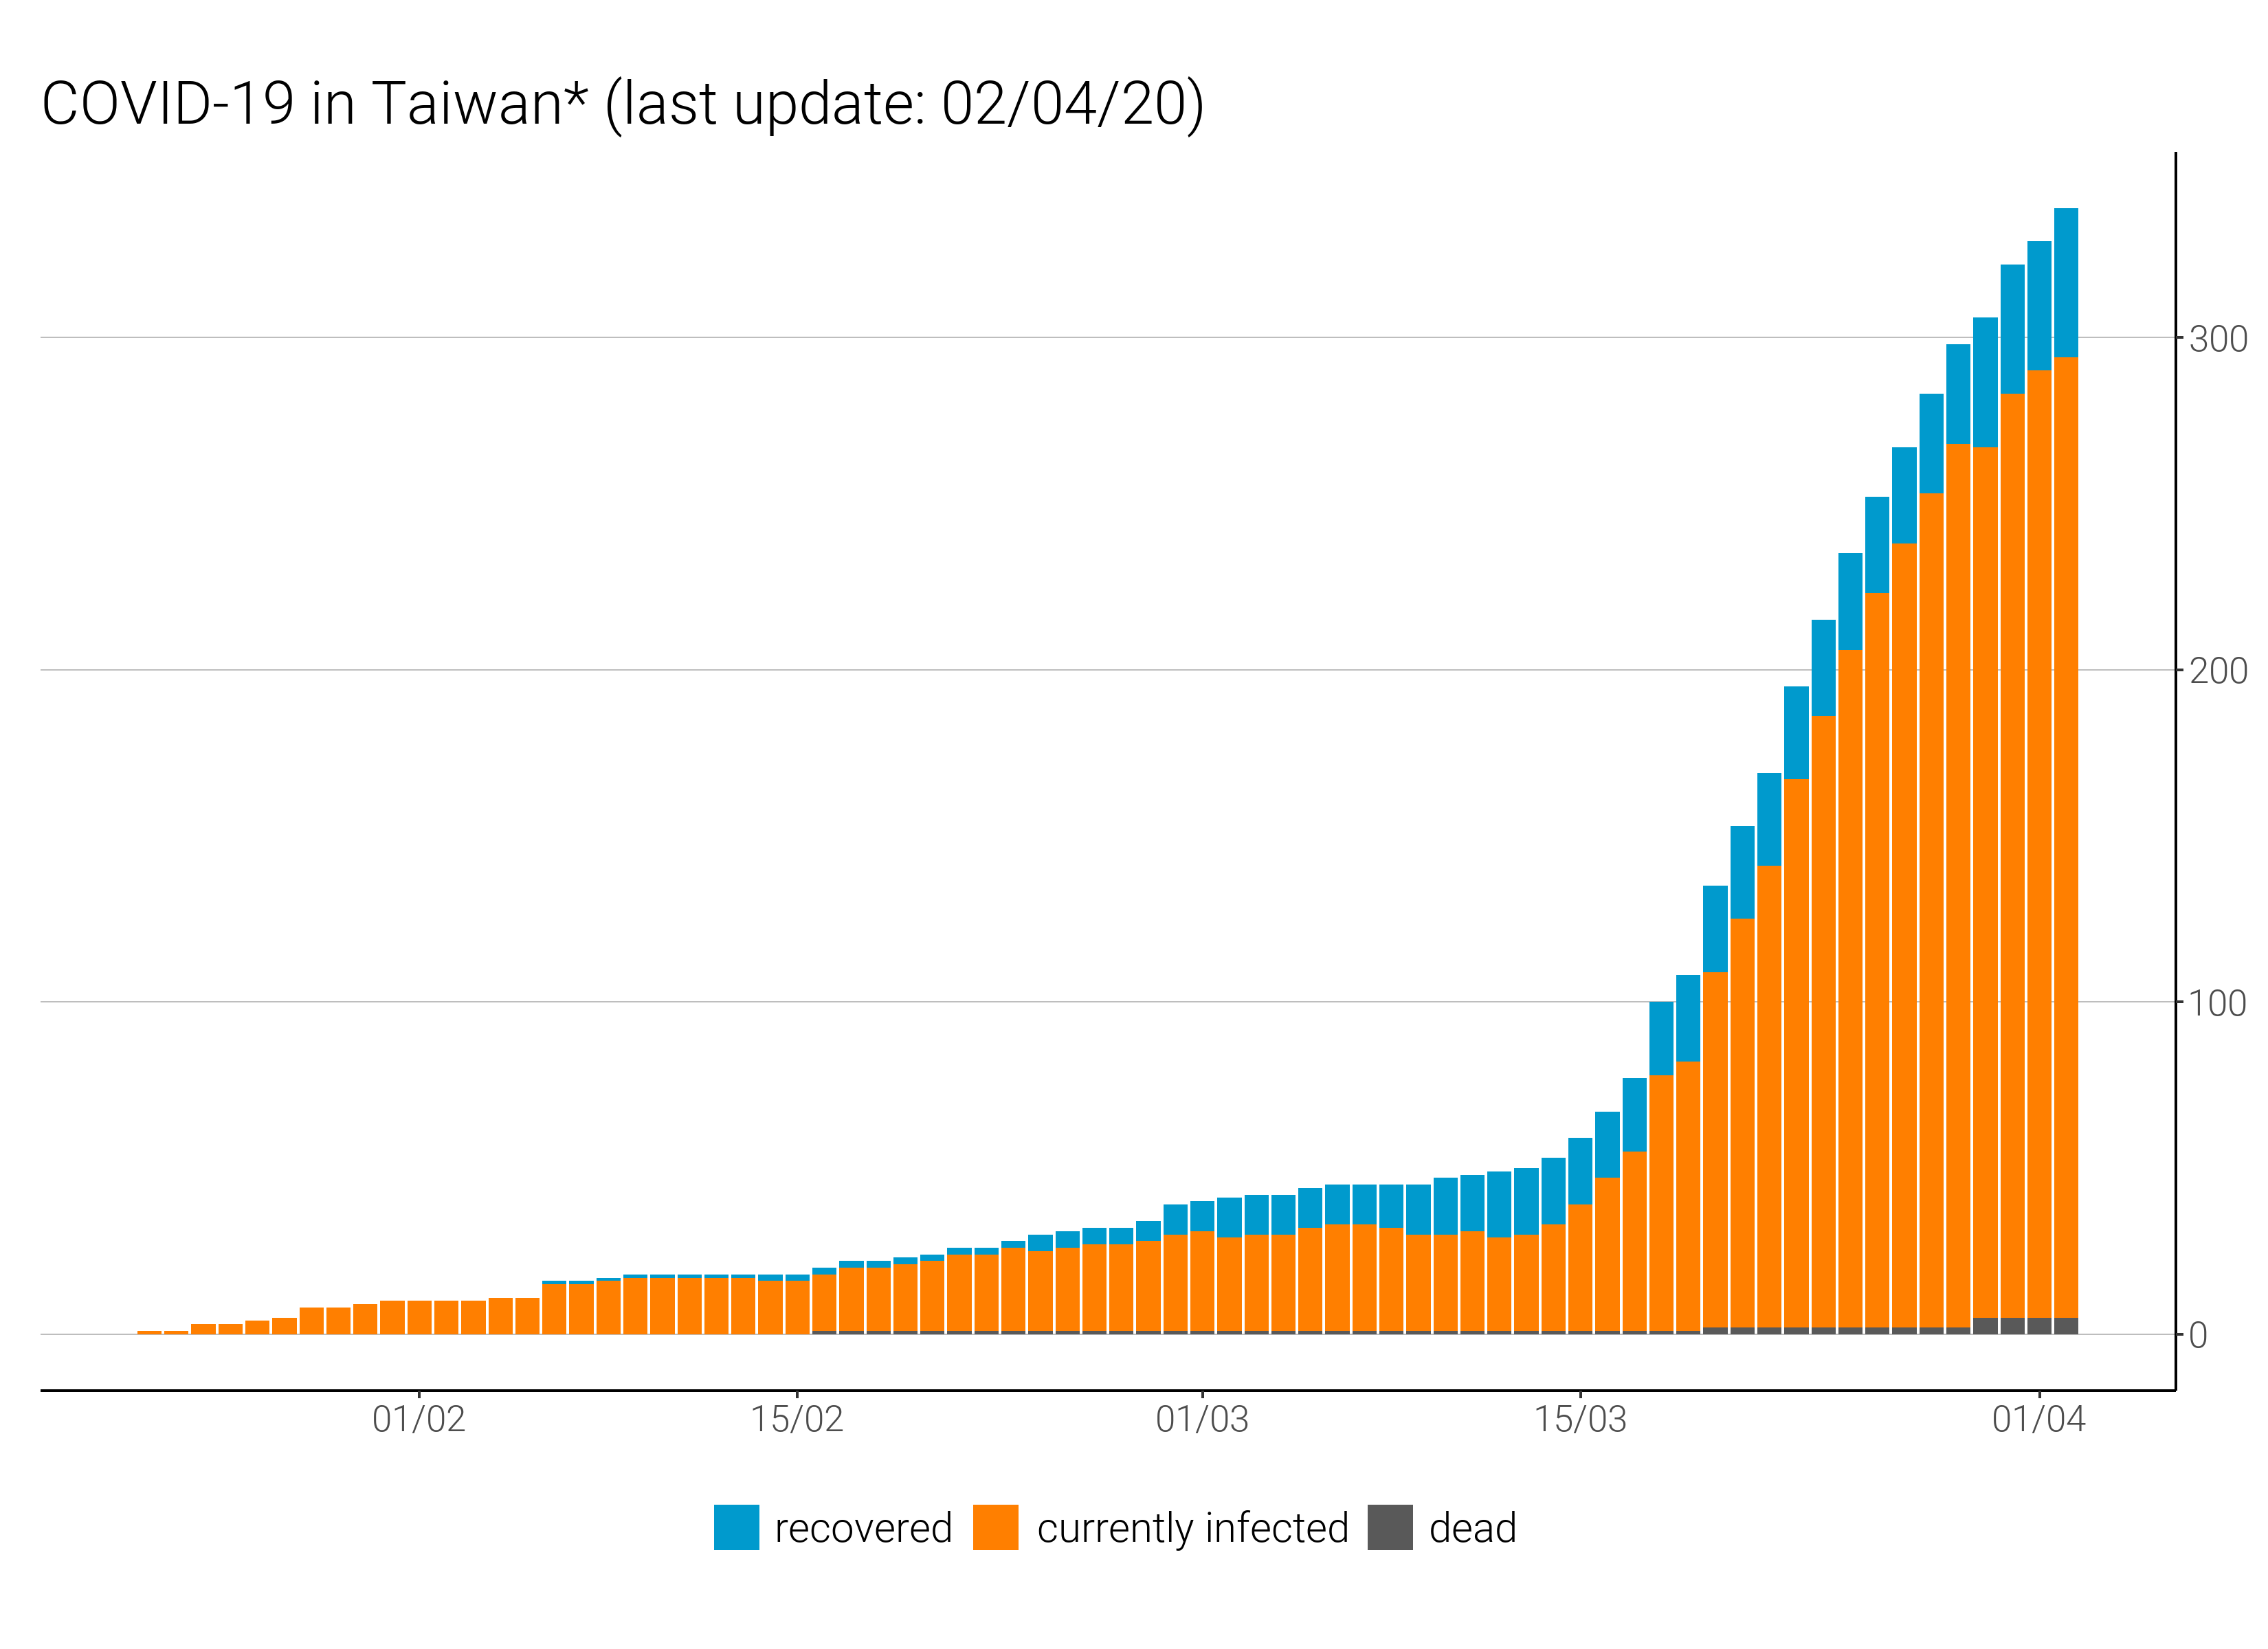 COVID-19 in Taiwan* (last update: 02/04/20)
300
200
100
0
01/02 15/02 01/03 15/03 01/04
recovered currently infected dead